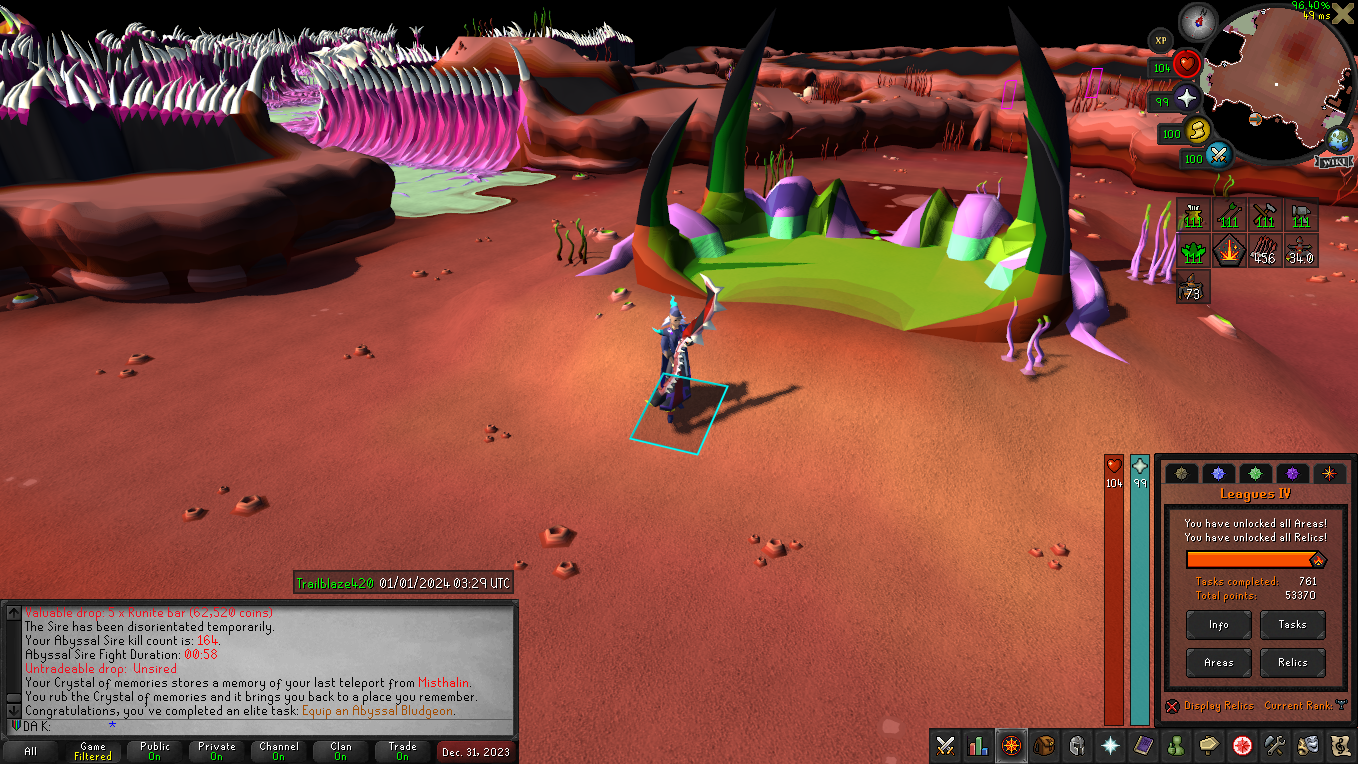 96.40%
49 ms
XP
104
99
100
100
WIKI
111
111
111
111
111
456
34.0
73
Trailblaze420 01/01/2024 03:29 UTC
Valuable drop: 5 x Runite bar (62,520 coins)
The Sire has been disorientated temporarily.
Your Abyssal Sire kill count is: 164.
Abyssal Sire Fight Duration: 00:58
Untradeable drop: Unsired
Your Crystal of memories stores a memory of your last teleport from Misthalin.
You rub the Crystal of memories and it brings you back to a place you remember.
Congratulations, you've completed an elite task: Equip an Abyssal Bludgeon.
DA K: *
All
Game
Filtered
Public
On
Private
On
Channel
On
Clan
On
Trade
On
Dec. 31, 2023
104
99
Leagues IV
You have unlocked all Areas!
You have unlocked all Relics!
Tasks completed: 761
Total points: 53370
Info
Tasks
Areas
Relics
Display Relics
Current Rank: